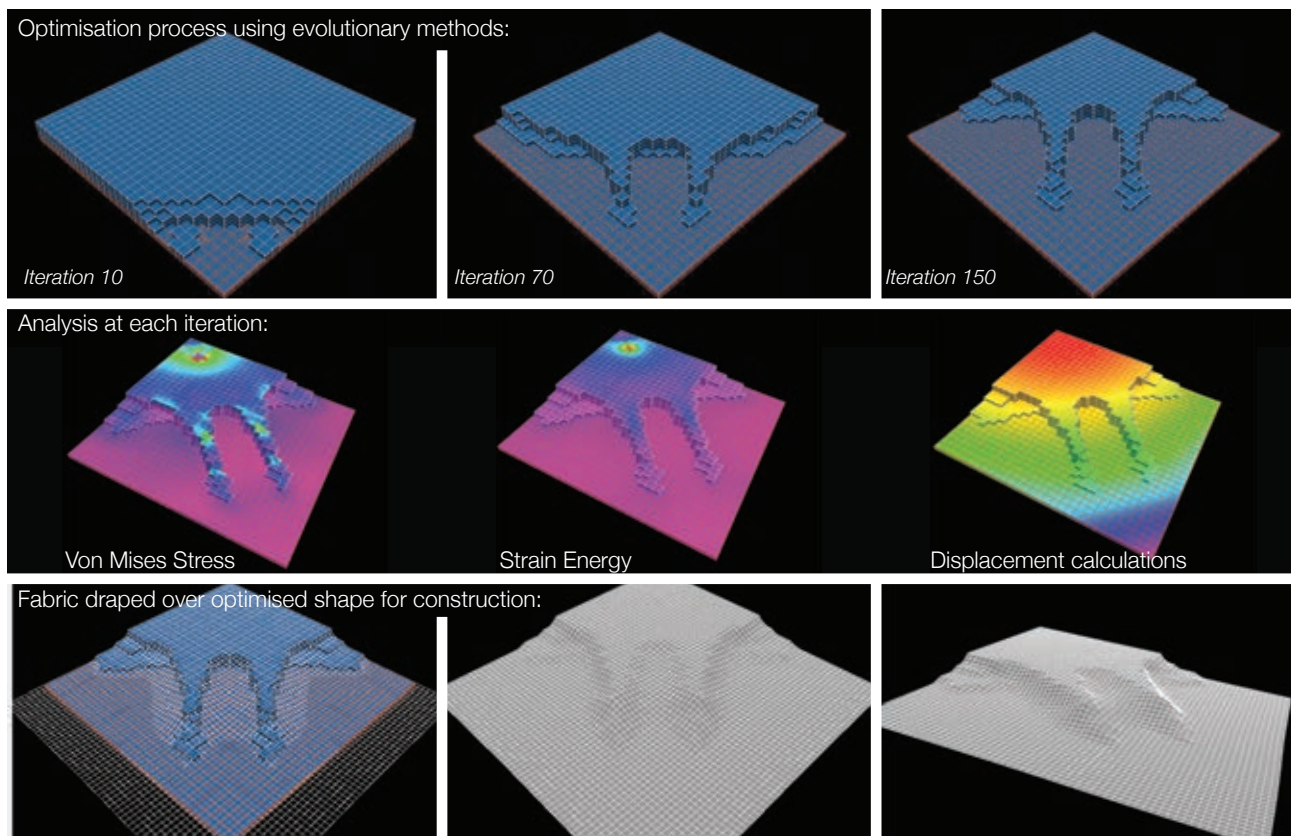 Optimisation process using evolutionary methods:
Iteration 10
Iteration 70
Iteration 150
Analysis at each iteration:
Von Mises Stress
Strain Energy
Displacement calculations
Fabric draped over optimised shape for construction: